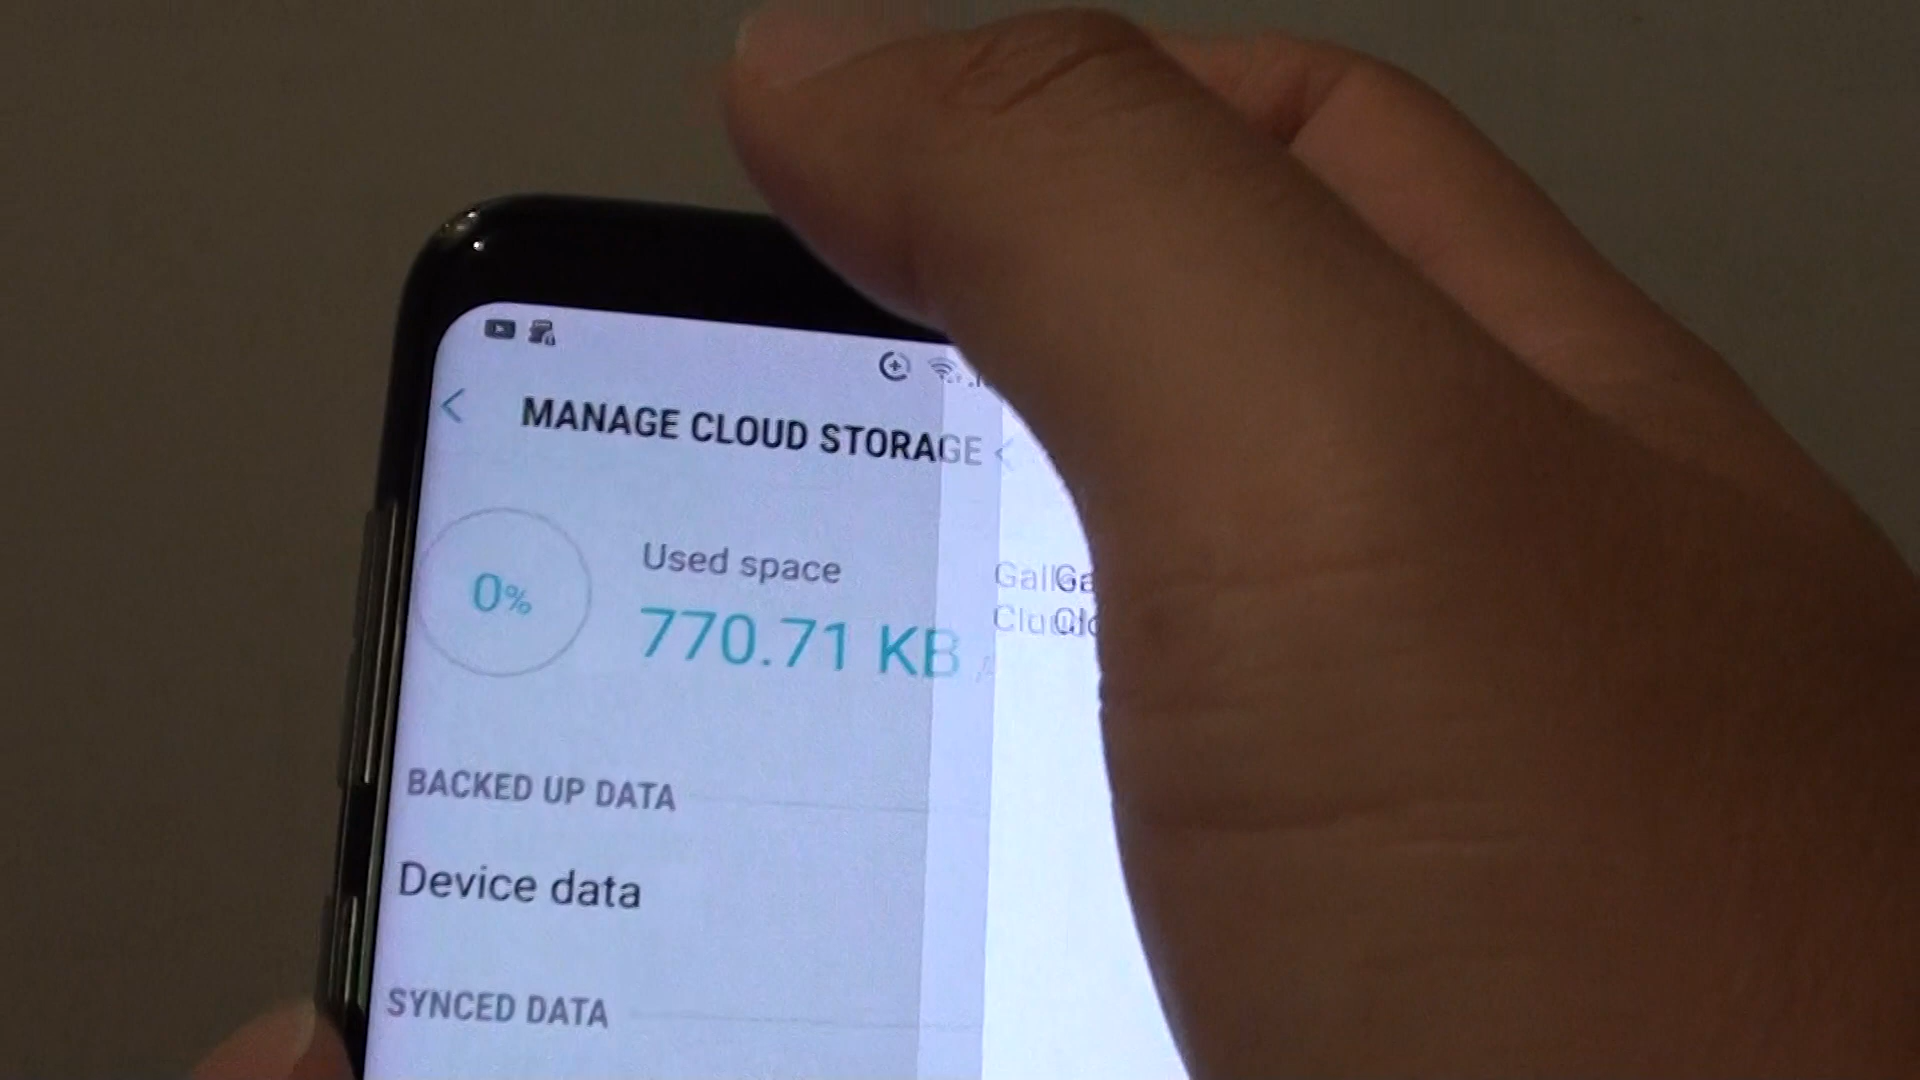 MANAGE CLOUD STORAGE
0%
Used space
770.71 KB
BACKED UP DATA
Device data
SYNCED DATA